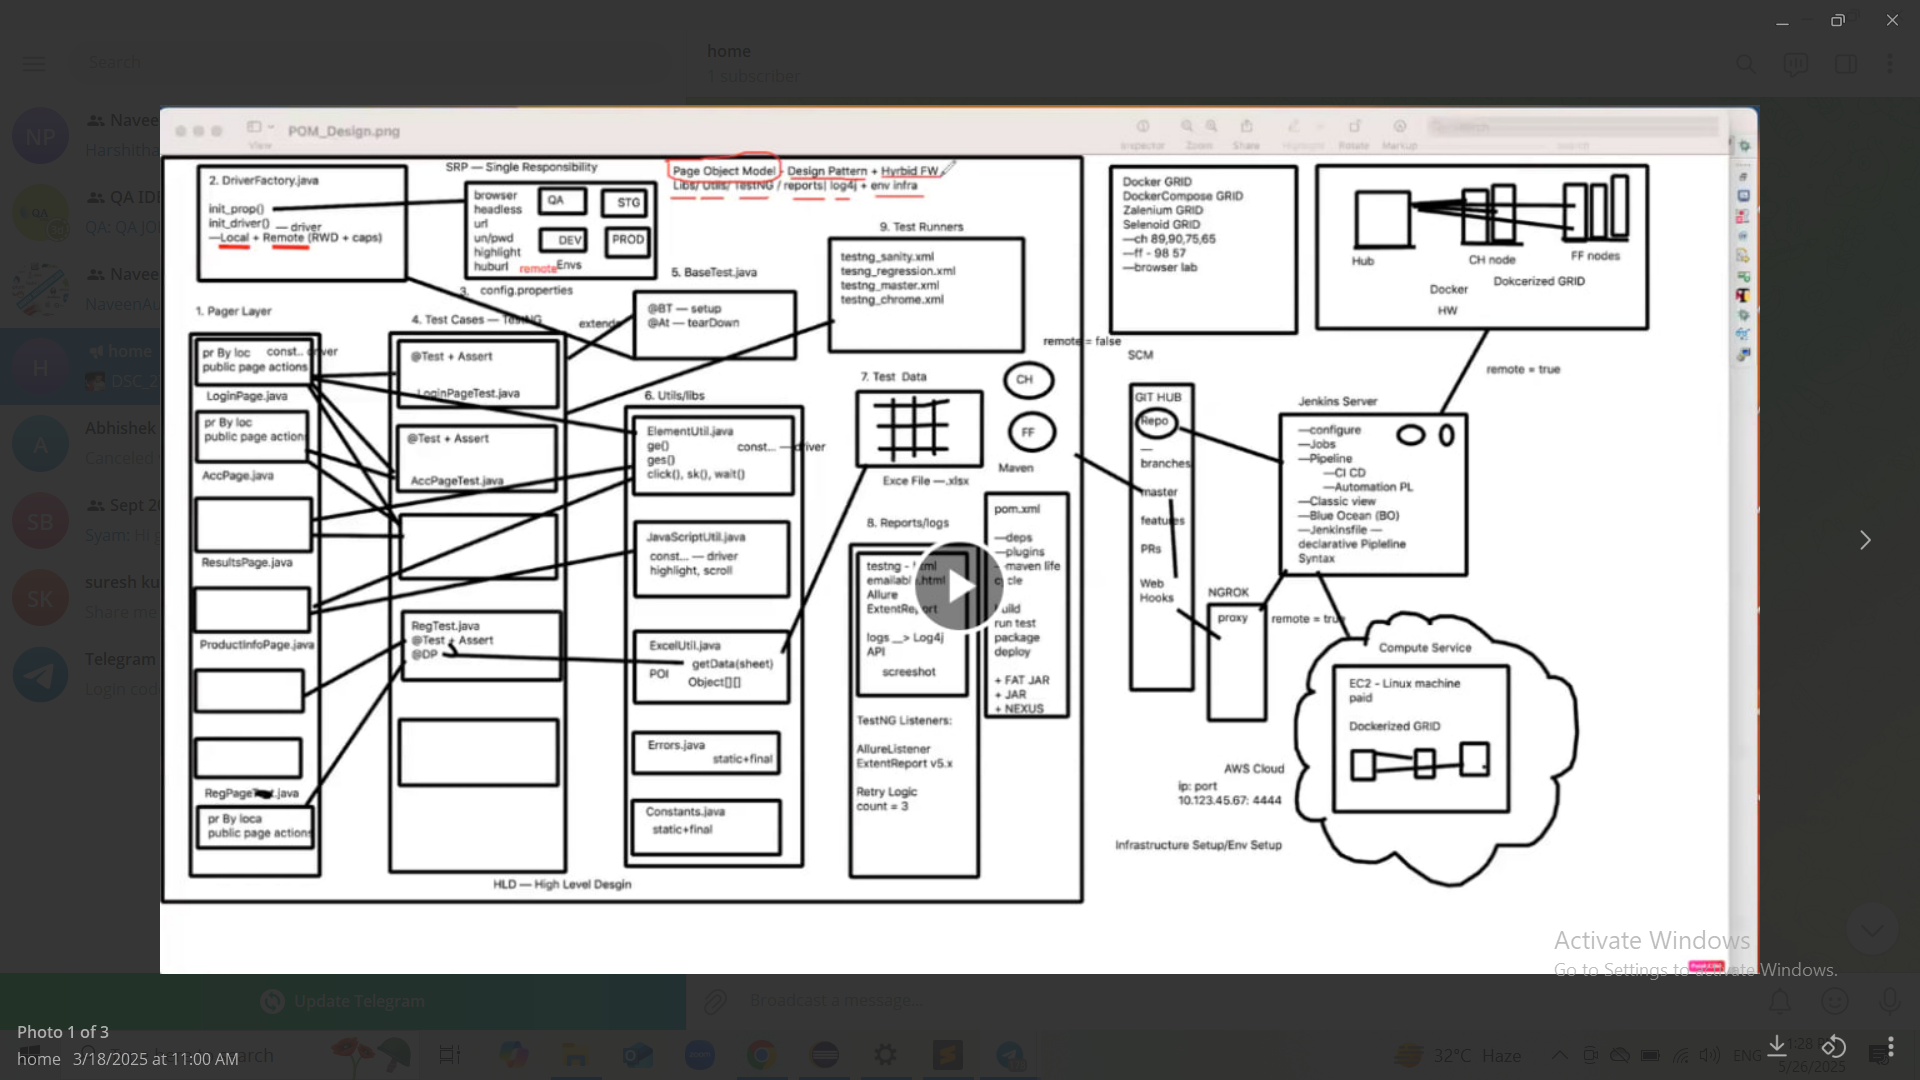 Search
home
1 subscriber
NP
Navee
Harshitha
QA IDE
QA: QA JO
Navee
NaveenAu
H
home
DSC_2
A
Abhishek
Canceled
SB
Sept 2
Syam: Hi g
SK
suresh ku
Share me
Telegram
Login cod
POM_Design.png
View
Inspector
Zoom
Share
Highlight
Rotate
Markup
Search
2. DriverFactory.java
init_prop()
init_driver() — driver
—Local + Remote (RWD + caps)
SRP — Single Responsibility
browser
headless
url
un/pwd
highlight
huburl
remote
QA
STG
DEV
PROD
Envs
3. config.properties
Page Object Model - Design Pattern + Hyrbid FW
Libs/ Utils/ TestNG / reports| log4j + env infra
9. Test Runners
testng_sanity.xml
tesng_regression.xml
testng_master.xml
testng_chrome.xml
5. BaseTest.java
@BT — setup
@At — tearDown
extends
1. Pager Layer
pr By loc const.. driver
public page actions
LoginPage.java
pr By loc
public page action
AccPage.java
ResultsPage.java
ProductInfoPage.java
.java
pr By loca
public page actions
4. Test Cases — TestNG
@Test + Assert
LoginPageTest.java
@Test + Assert
AccPageTest.java
RegTest.java
@Test + Assert
@DP
6. Utils/libs
ElementUtil.java
ge() const... — driver
ges()
click(), sk(), wait()
JavaScriptUtil.java
const... — driver
highlight, scroll
ExcelUtil.java
getData(sheet)
POI
Object[][]
Errors.java
static+final
Constants.java
static+final
HLD — High Level Desgin
7. Test Data
Exce File —.xlsx
8. Reports/logs
testng -
Allure
logs __> Log4j
API
screenshot
TestNG Listeners:
AllureListener
ExtentReport v5.x
Retry Logic
count = 3
remote = false
CH
FF
Maven
pom.xml
—deps
—plugins
—maven life
run test
package
deploy
+ FAT JAR
+ JAR
+ NEXUS
Docker GRID
DockerCompose GRID
Zalenium GRID
Selenoid GRID
—ch 89,90,75,65
—ff - 98 57
—browser lab
Hub
CH node
FF nodes
Docker
Dokcerized GRID
HW
remote = true
SCM
GIT HUB
Repo
—
branches
master
features
PRs
Web
Hooks
NGROK
proxy
Jenkins Server
—configure
—Jobs
—Pipeline
—CI CD
—Automation PL
—Classic view
—Blue Ocean (BO)
—Jenkinsfile —
declarative Pipleline
Syntax
remote = true
Compute Service
EC2 - Linux machine
paid
Dockerized GRID
AWS Cloud
ip: port
10.123.45.67: 4444
Infrastructure Setup/Env Setup
Activate Windows
Go to Settings to activate Windows.
Update Telegram
Broadcast a message...
Photo 1 of 3
home 3/18/2025 at 11:00 AM
32°C Haze
ENG
5/26/2025